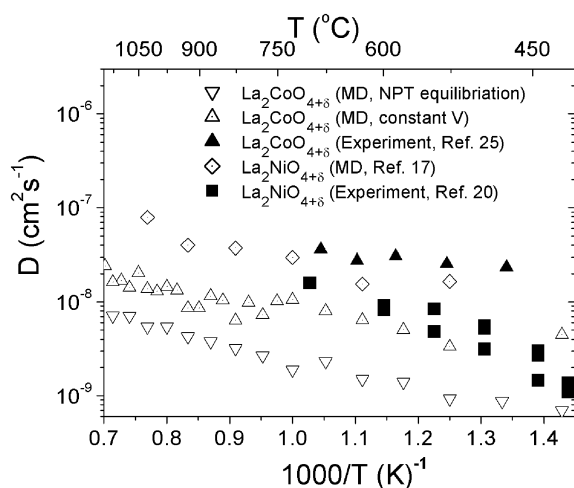 T (°C)
1050 900 750 600 450
10⁻⁶
10⁻⁷
10⁻⁸
10⁻⁹
D (cm²s⁻¹)
▽ La₂CoO₄₊δ (MD, NPT equilibriation)
△ La₂CoO₄₊δ (MD, constant V)
▲ La₂CoO₄₊δ (Experiment, Ref. 25)
◇ La₂NiO₄₊δ (MD, Ref. 17)
■ La₂NiO₄₊δ (Experiment, Ref. 20)
0.7 0.8 0.9 1.0 1.1 1.2 1.3 1.4
1000/T (K)⁻¹